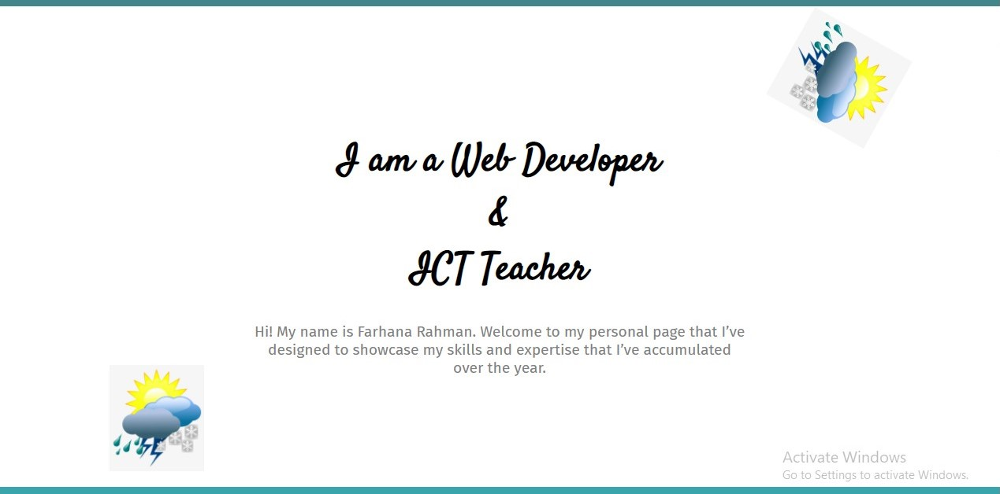 I am a Web Developer
&
ICT Teacher
Hi! My name is Farhana Rahman. Welcome to my personal page that I’ve
designed to showcase my skills and expertise that I’ve accumulated
over the year.
Activate Windows
Go to Settings to activate Windows.